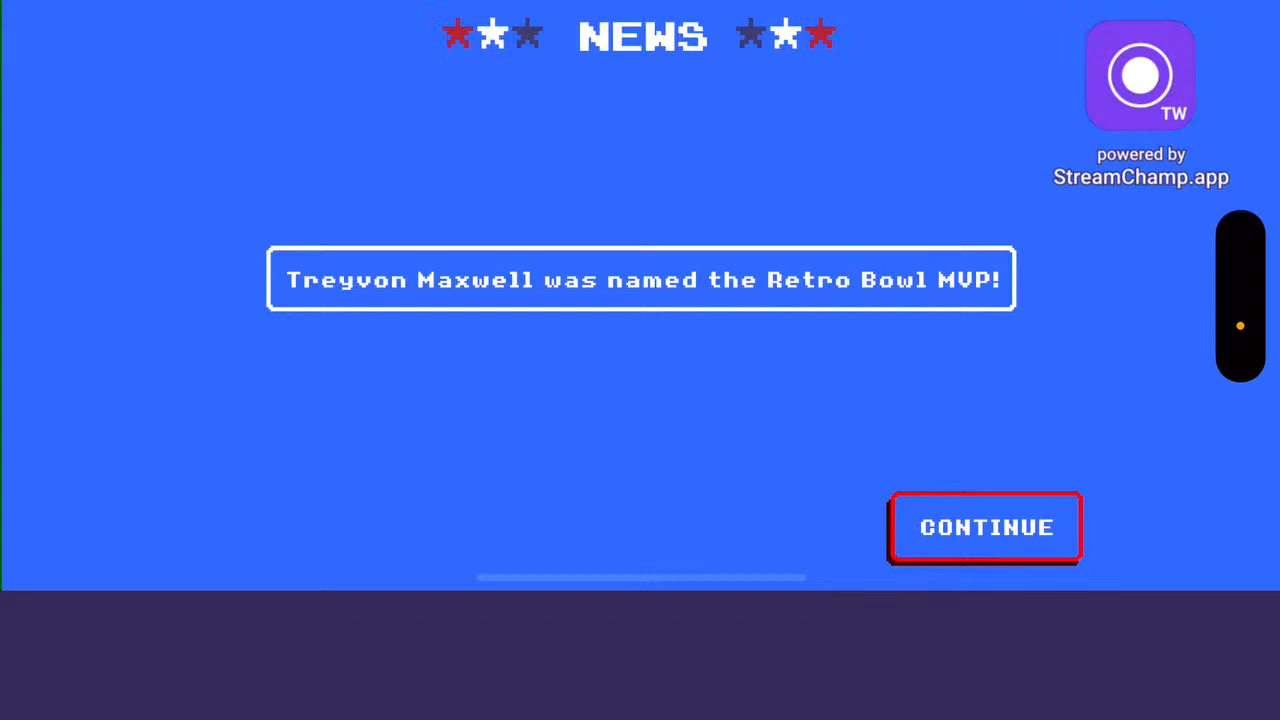 NEWS
TW
powered by
StreamChamp.app
Treyvon Maxwell was named the Retro Bowl MVP!
CONTINUE